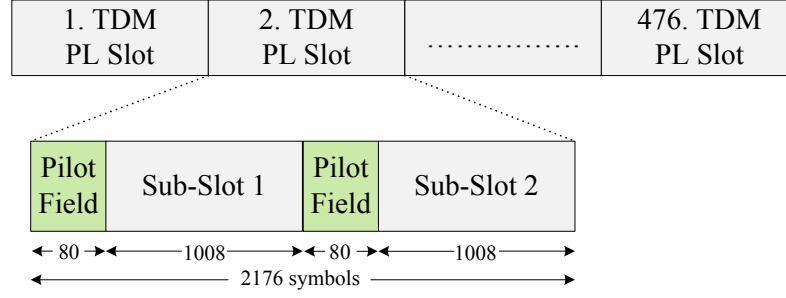 1. TDM
PL Slot
2. TDM
PL Slot
................
476. TDM
PL Slot
Pilot
Field
Sub-Slot 1
Pilot
Field
Sub-Slot 2
80
1008
80
1008
2176 symbols